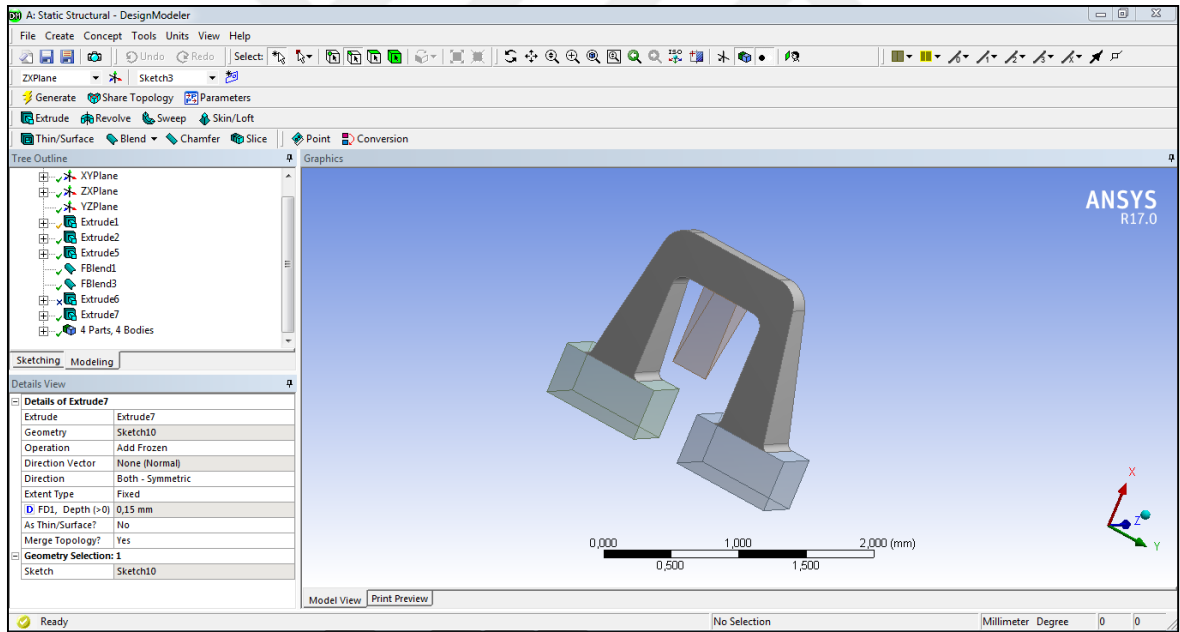 A: Static Structural - DesignModeler
File Create Concept Tools Units View Help
Undo Redo Select:
ZXPlane Sketch3
Generate Share Topology Parameters
Extrude Revolve Sweep Skin/Loft
Thin/Surface Blend Chamfer Slice Point Conversion
Tree Outline
XYPlane
ZXPlane
YZPlane
Extrude1
Extrude2
Extrude5
FBlend1
FBlend3
Extrude6
Extrude7
4 Parts, 4 Bodies
Sketching Modeling
Details View
Details of Extrude7
Extrude Extrude7
Geometry Sketch10
Operation Add Frozen
Direction Vector None (Normal)
Direction Both - Symmetric
Extent Type Fixed
D FD1, Depth (>0) 0,15 mm
As Thin/Surface? No
Merge Topology? Yes
Geometry Selection: 1
Sketch Sketch10
Graphics
ANSYS
R17.0
X
Z
Y
0,000 1,000 2,000 (mm)
0,500 1,500
Model View Print Preview
Ready No Selection Millimeter Degree 0 0